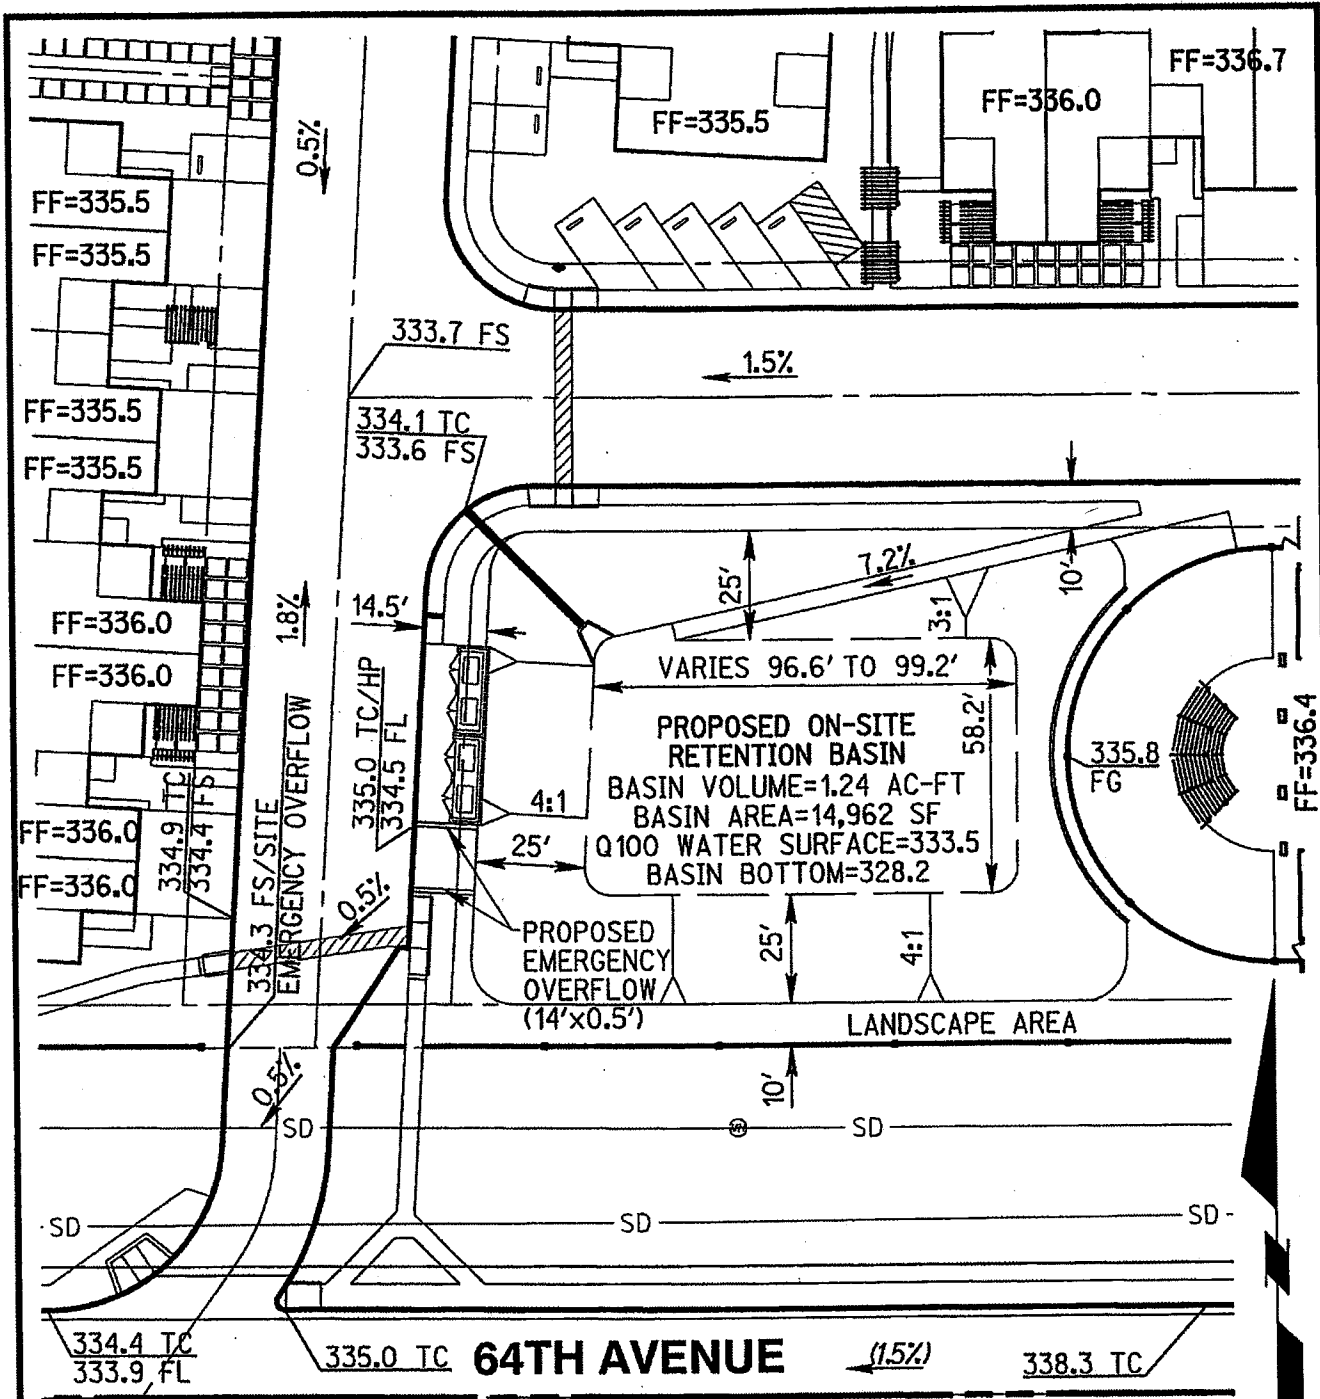 FF=336.7
FF=336.0
FF=335.5
0.5%
FF=335.5
FF=335.5
333.7 FS
1.5%
FF=335.5
FF=335.5
334.1 TC
333.6 FS
7.2%
25'
10'
3:1
14.5'
1.8%
FF=336.0
FF=336.0
VARIES 96.6' TO 99.2'
58.2'
PROPOSED ON-SITE
RETENTION BASIN
BASIN VOLUME=1.24 AC-FT
BASIN AREA=14,962 SF
Q100 WATER SURFACE=333.5
BASIN BOTTOM=328.2
335.8
FG
FF=336.4
335.0 TC/HP
334.5 FL
4:1
25'
334.9 TC
334.4 FS
334.3 FS/SITE
EMERGENCY OVERFLOW
FF=336.0
FF=336.0
0.5%
PROPOSED
EMERGENCY
OVERFLOW
(14'x0.5')
25'
4:1
LANDSCAPE AREA
10'
0.5%
SD
SD
SD
SD
SD
334.4 TC
333.9 FL
335.0 TC
64TH AVENUE
(1.5%)
338.3 TC